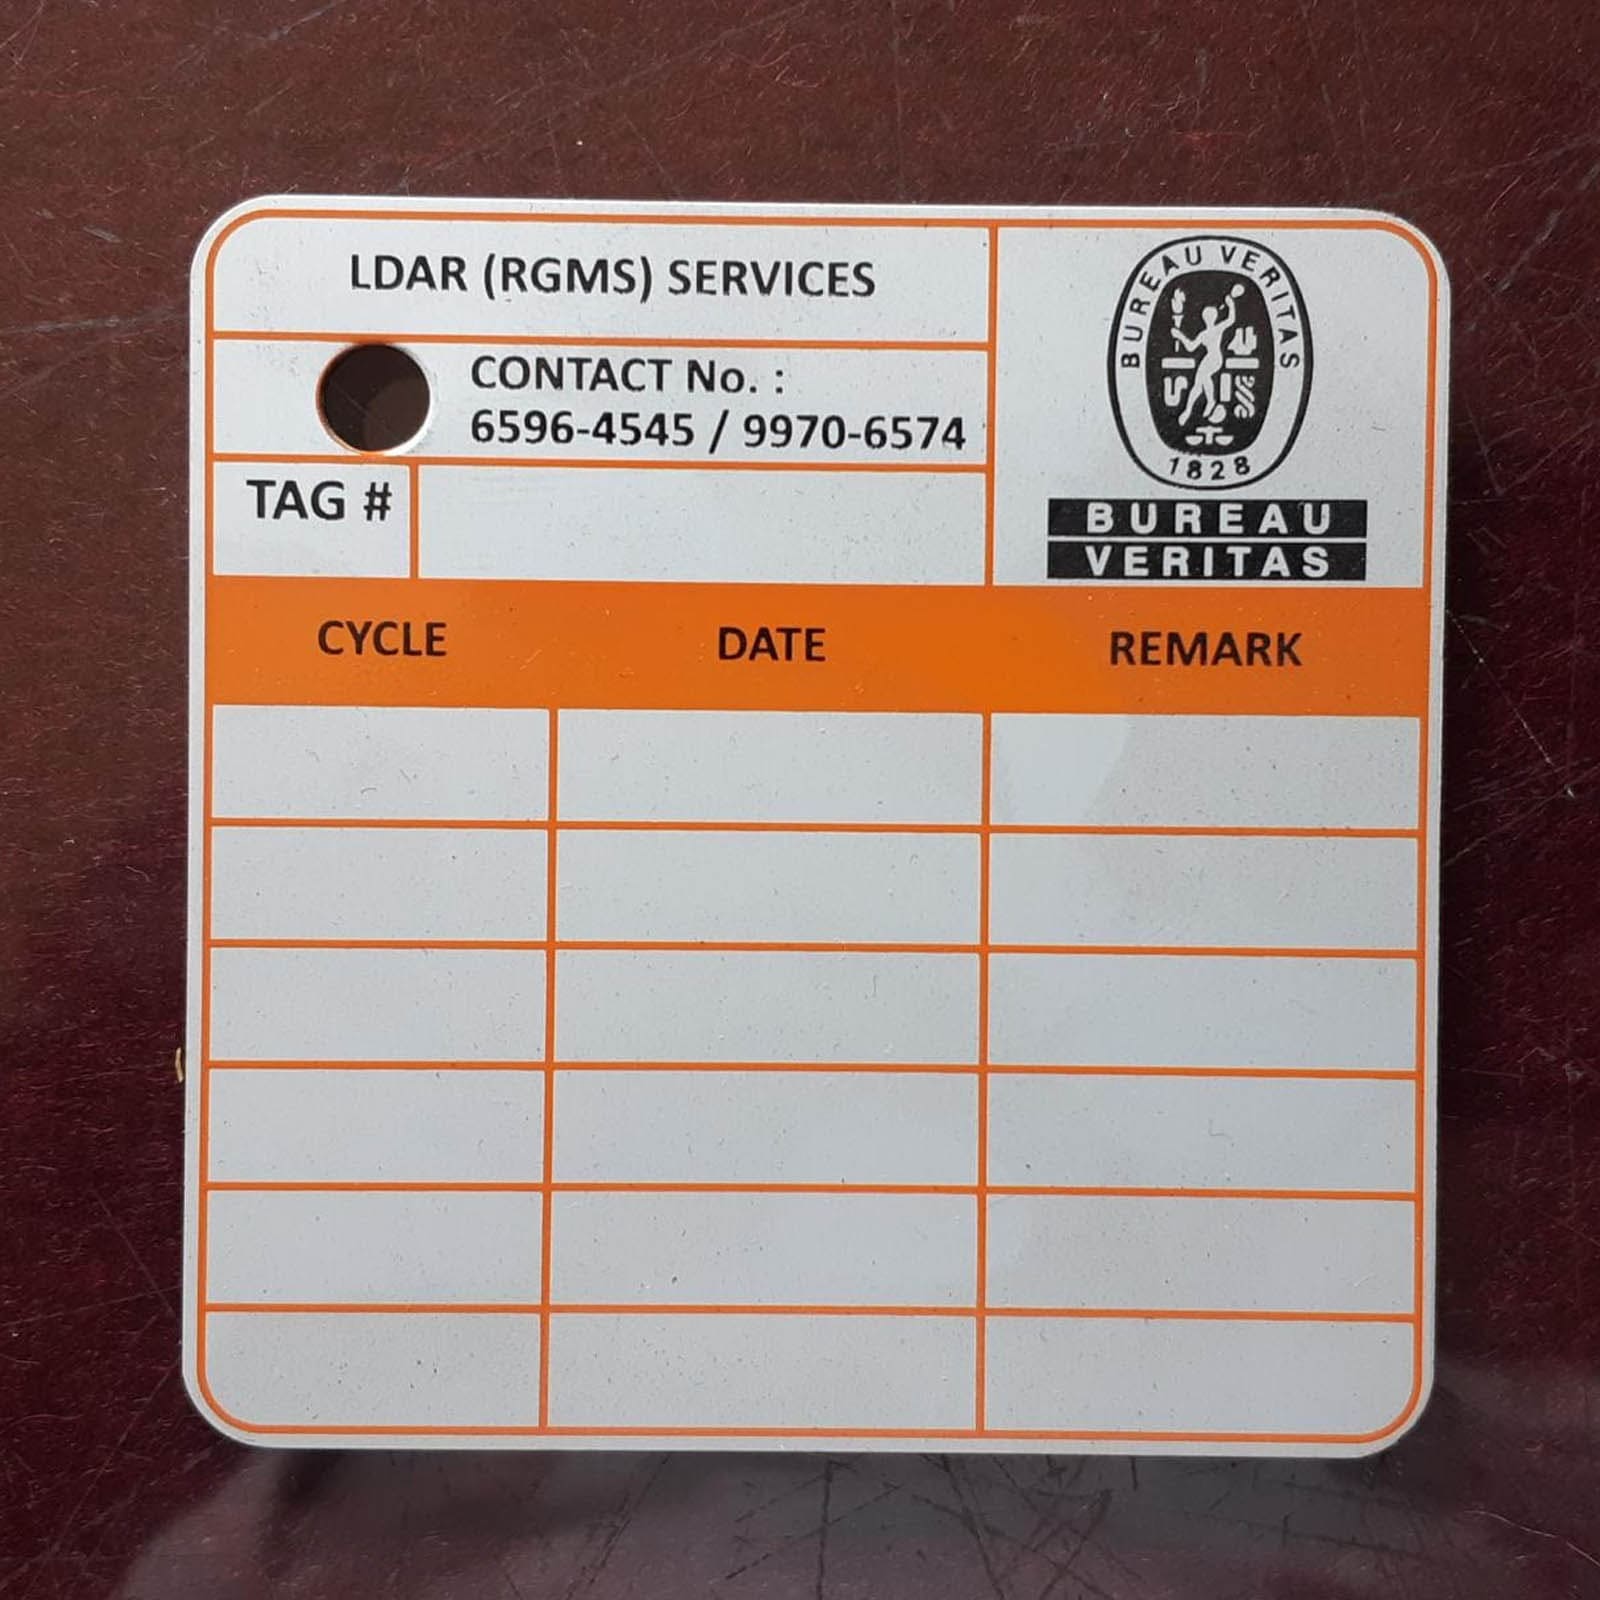 LDAR (RGMS) SERVICES
CONTACT No. :
6596-4545 / 9970-6574
TAG #
BUREAU VERITAS
1828
BUREAU
VERITAS
CYCLE DATE REMARK